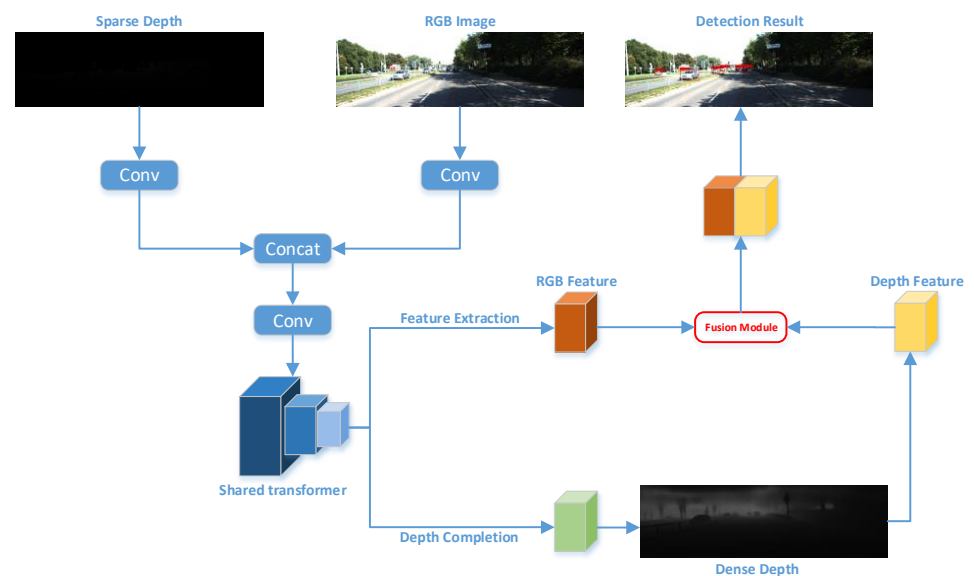 Sparse Depth
RGB Image
Detection Result
Conv
Conv
Concat
Conv
RGB Feature
Depth Feature
Feature Extraction
Fusion Module
Shared transformer
Depth Completion
Dense Depth